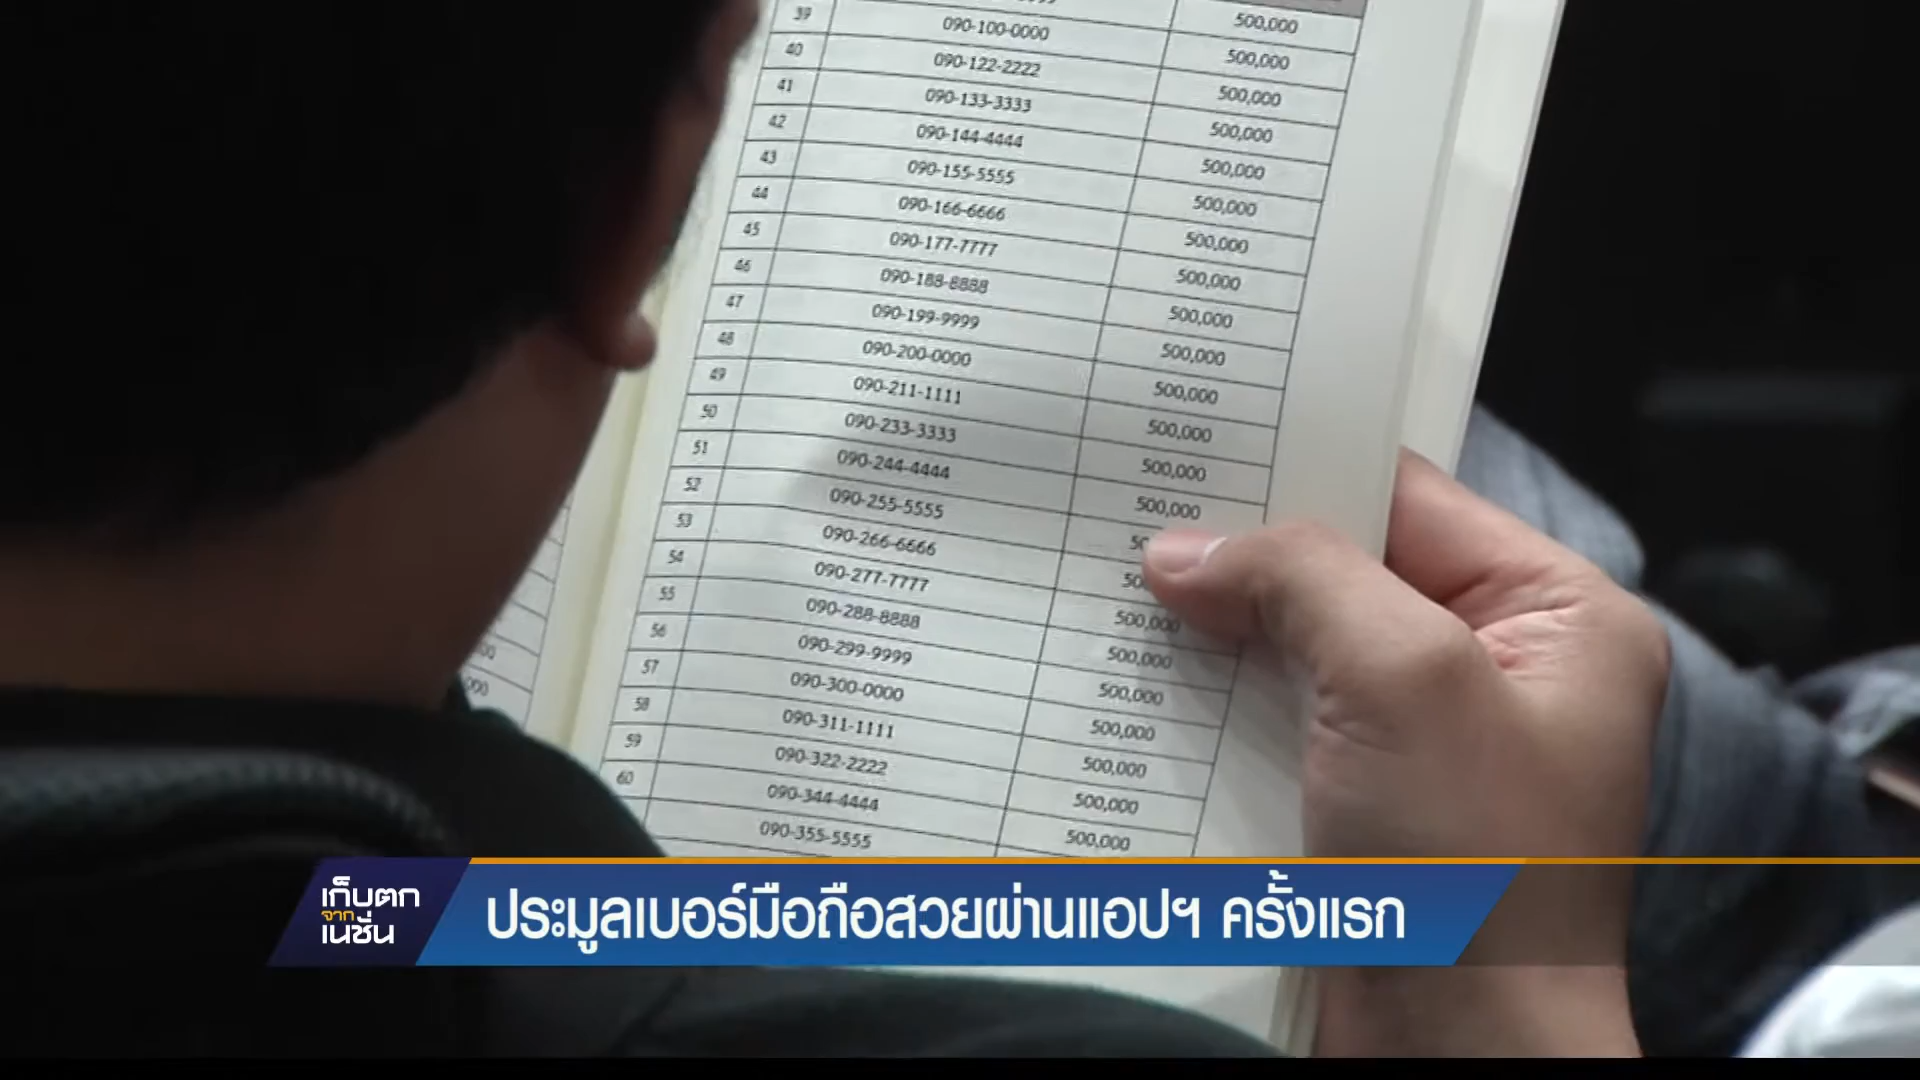 500,000
39 090-100-0000 500,000
40 090-122-2222 500,000
41 090-133-3333 500,000
42 090-144-4444 500,000
43 090-155-5555 500,000
44 090-166-6666 500,000
45 090-177-7777 500,000
46 090-188-8888 500,000
47 090-199-9999 500,000
48 090-200-0000 500,000
49 090-211-1111 500,000
50 090-233-3333 500,000
51 090-244-4444 500,000
52 090-255-5555
53 090-266-6666
54 090-277-7777 500,000
55 090-288-8888 500,000
56 090-299-9999 500,000
57 090-300-0000 500,000
58 090-311-1111 500,000
59 090-322-2222 500,000
60 090-344-4444 500,000
090-355-5555
เก็บตก
จาก
เนชั่น
ประมูลเบอร์มือถือสวยผ่านแอปฯ ครั้งแรก